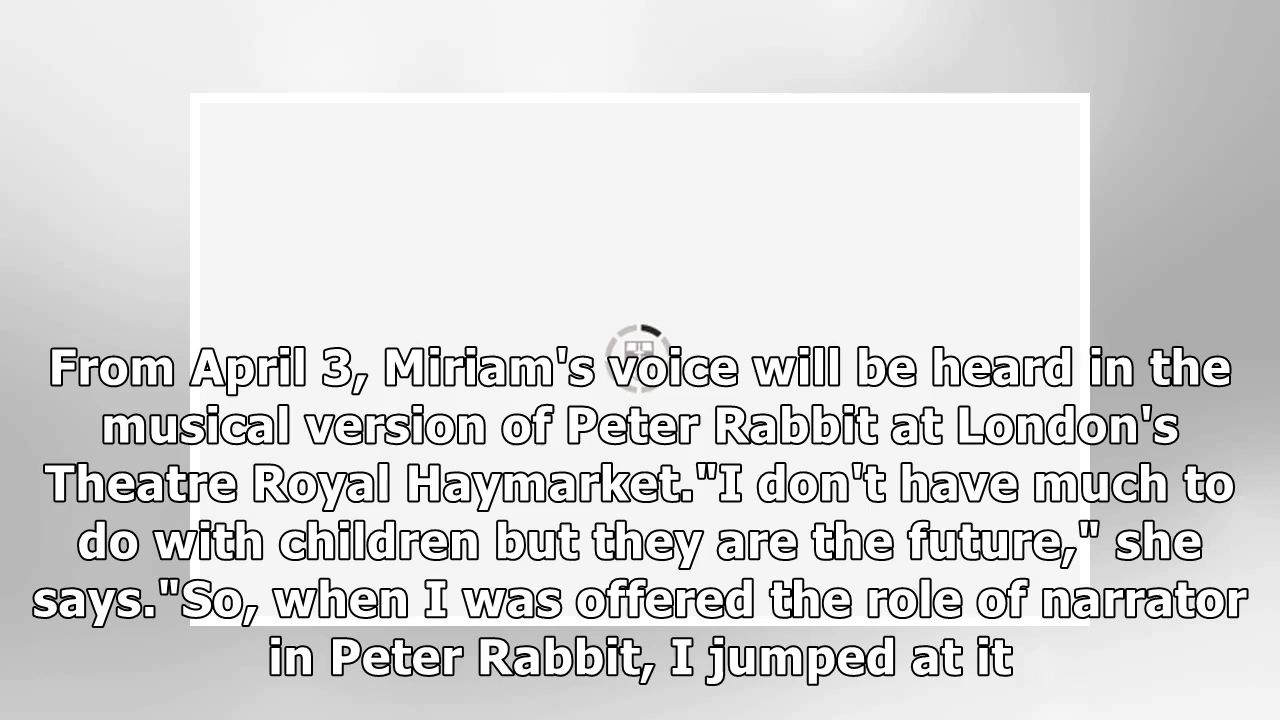 From April 3, Miriam's voice will be heard in the
musical version of Peter Rabbit at London's
Theatre Royal Haymarket."I don't have much to
do with children but they are the future," she
says."So, when I was offered the role of narrator
in Peter Rabbit, I jumped at it